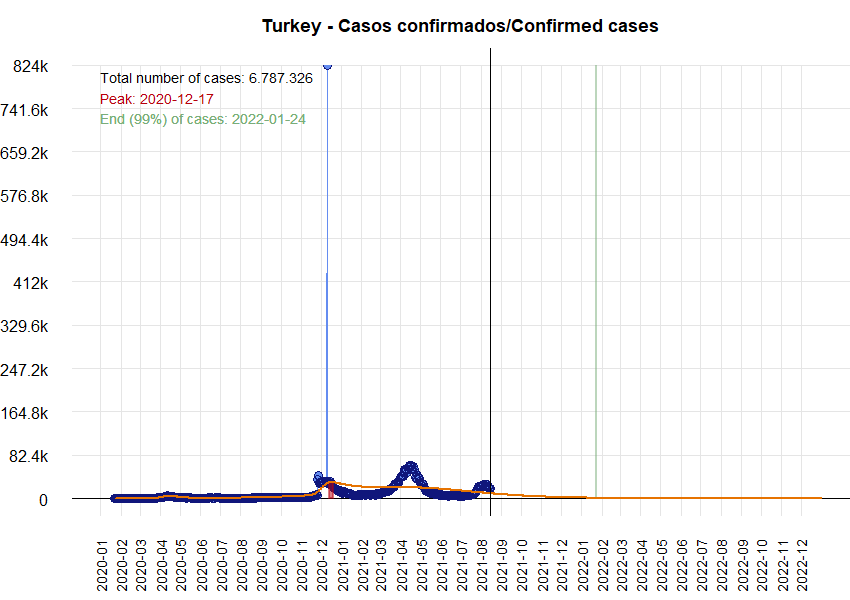 Turkey - Casos confirmados/Confirmed cases
824k
Total number of cases: 6.787.326
Peak: 2020-12-17
741.6k
End (99%) of cases: 2022-01-24
659.2k
576.8k
494.4k
412k
329.6k
247.2k
164.8k
82.4k
0
2020-01
2020-02
2020-03
2020-04
2020-05
2020-06
2020-07
2020-08
2020-09
2020-10
2020-11
2020-12
2021-01
2021-03
2021-04
2021-05
2021-06
2021-07
2021-08
2021-09
2021-10
2021-11
2021-12
2022-01
2022-02
2022-03
2022-04
2022-05
2022-06
2022-07
2022-08
2022-09
2022-10
2022-11
2022-12